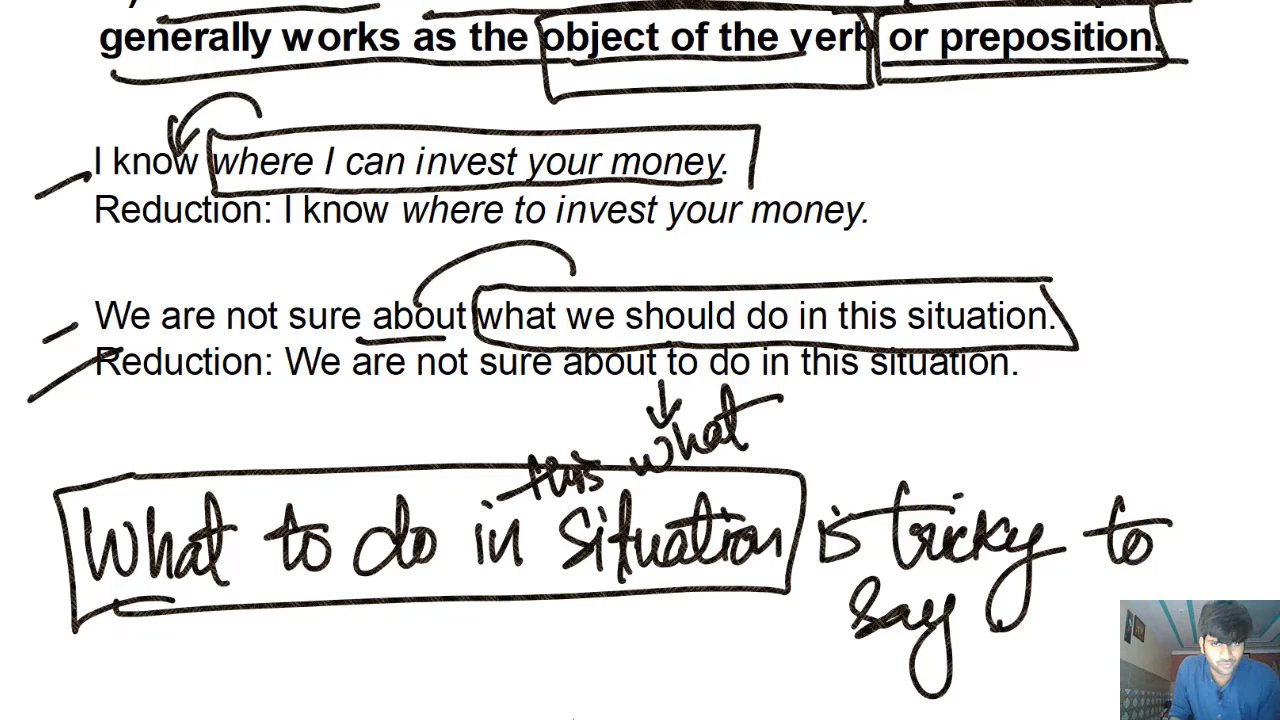 generally works as the object of the verb or preposition.
I know where I can invest your money.
Reduction: I know where to invest your money.
We are not sure about what we should do in this situation.
Reduction: We are not sure about to do in this situation.
what
this
What to do in situation is tricky to
say